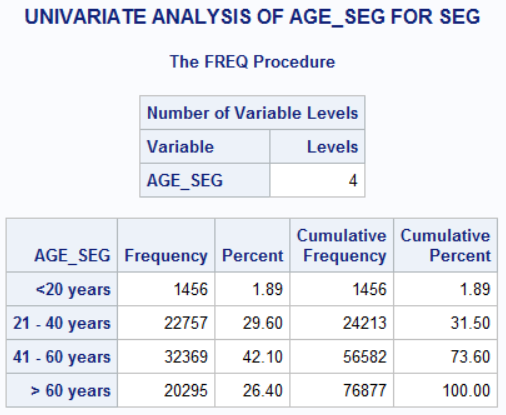 UNIVARIATE ANALYSIS OF AGE_SEG FOR SEG
The FREQ Procedure
Number of Variable Levels
Variable Levels
AGE_SEG 4
AGE_SEG Frequency Percent Cumulative Frequency Cumulative Percent
<20 years 1456 1.89 1456 1.89
21 - 40 years 22757 29.60 24213 31.50
41 - 60 years 32369 42.10 56582 73.60
> 60 years 20295 26.40 76877 100.00